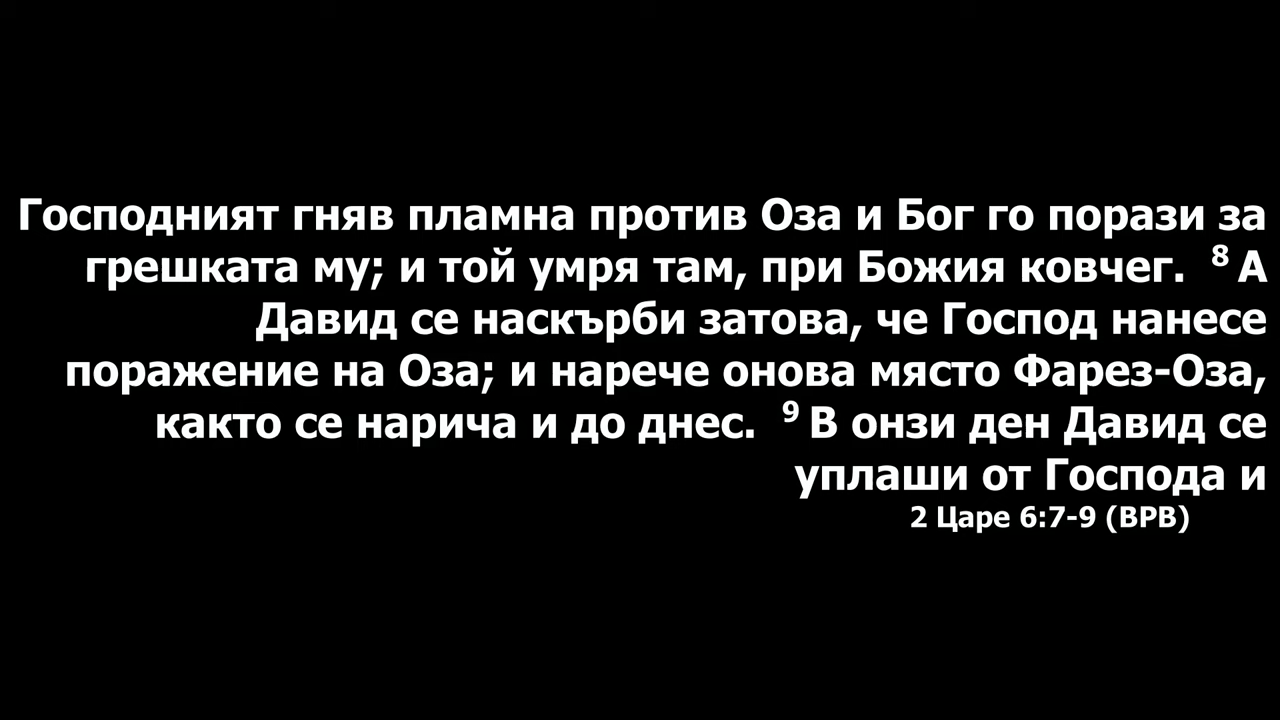 Господният гняв пламна против Оза и Бог го порази за
грешката му; и той умря там, при Божия ковчег. 8 А
Давид се наскърби затова, че Господ нанесе
поражение на Оза; и нарече онова място Фарез-Оза,
както се нарича и до днес. 9 В онзи ден Давид се
уплаши от Господа и
2 Царе 6:7-9 (ВРВ)